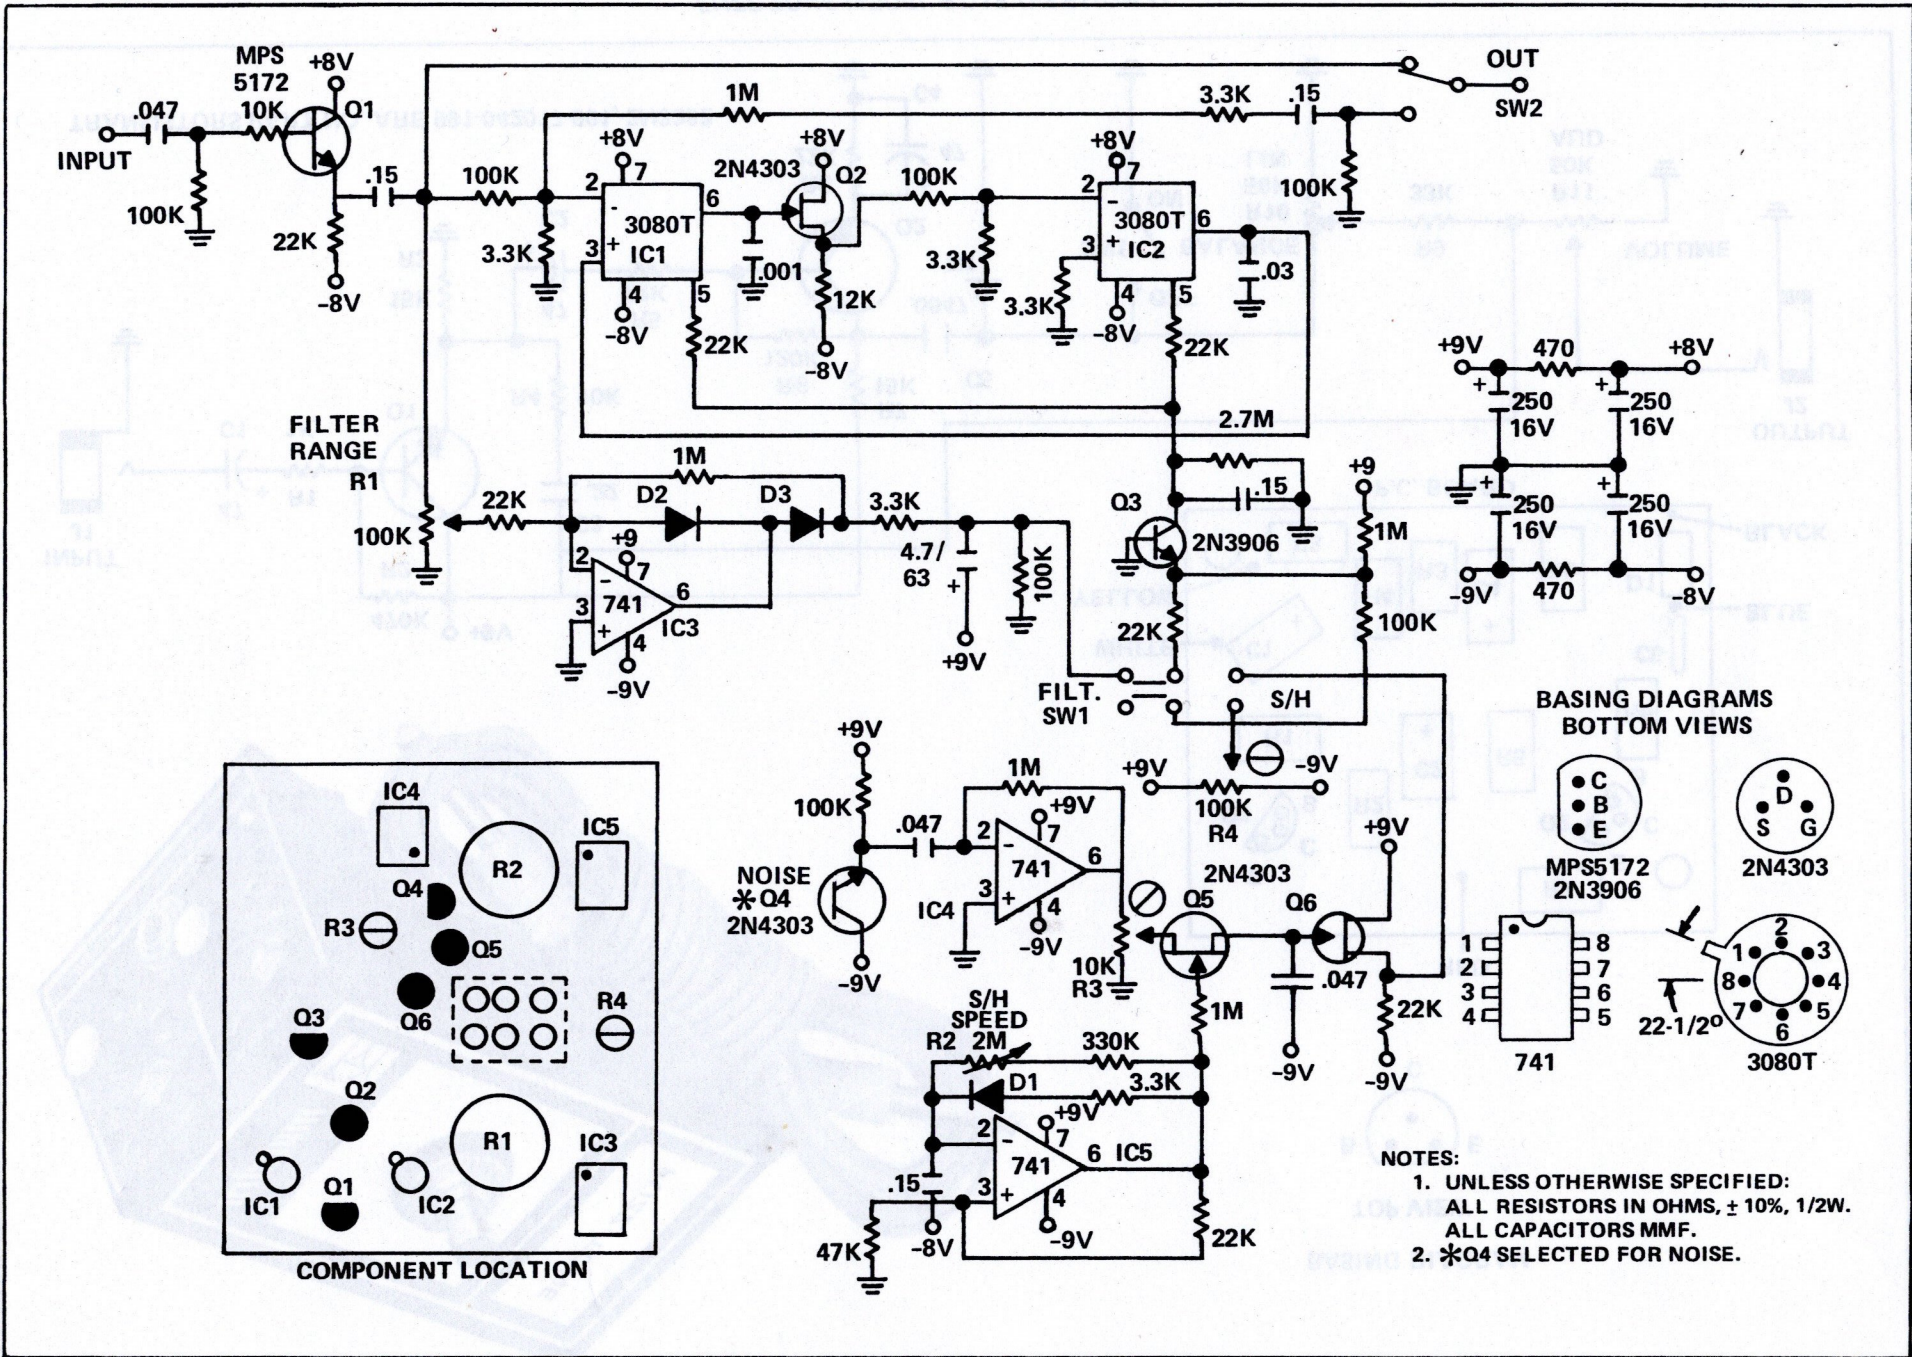 MPS
5172
+8V
.047
10K
Q1
INPUT
100K
22K
-8V
.15
1M
3.3K
.15
OUT
SW2
100K
100K
+8V
2
7
6
-
3080T
3
+
IC1
4
5
-8V
3.3K
22K
2N4303
+8V
Q2
.001
12K
-8V
100K
3.3K
+8V
2
7
-
3080T
6
3
+
IC2
4
5
-8V
3.3K
.03
22K
+9V
470
+8V
+
250
16V
+
250
16V
+
250
16V
+
250
16V
-9V
470
-8V
FILTER
RANGE
R1
100K
22K
1M
D2
D3
3.3K
+9
2
7
-
741
6
3
+
IC3
4
-9V
4.7/
63
+
+9V
100K
2.7M
.15
Q3
2N3906
+9
1M
22K
100K
FILT.
SW1
S/H
+9V
-9V
100K
R4
+9V
100K
NOISE
*Q4
2N4303
-9V
.047
1M
+9V
2
7
-
741
6
3
+
IC4
4
-9V
10K
R3
2N4303
Q5
Q6
+9V
.047
-9V
22K
-9V
1M
S/H
SPEED
R2
2M
330K
D1
3.3K
+9V
2
7
-
741
6
IC5
3
+
4
-9V
.15
-8V
47K
22K
IC4
R2
IC5
Q4
R3
Q5
Q6
R4
Q3
Q2
R1
IC3
IC1
Q1
IC2
COMPONENT LOCATION
BASING DIAGRAMS
BOTTOM VIEWS
C
B
E
MPS5172
2N3906
D
S
G
2N4303
1
8
2
7
3
6
4
5
741
2
1
3
8
4
7
5
6
22-1/2°
3080T
NOTES:
1. UNLESS OTHERWISE SPECIFIED:
ALL RESISTORS IN OHMS, ± 10%, 1/2W.
ALL CAPACITORS MMF.
2. *Q4 SELECTED FOR NOISE.